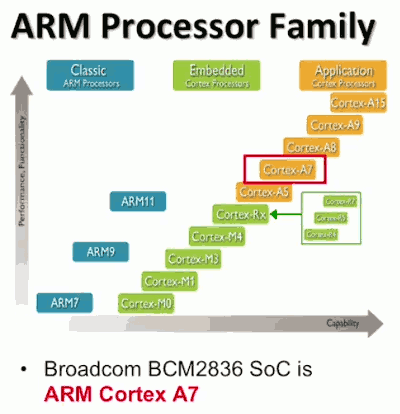 ARM Processor Family
Classic
ARM Processors
Embedded
Cortex Processors
Application
Cortex Processors
Cortex-A15
Cortex-A9
Cortex-A8
Cortex-A7
Cortex-A5
ARM11
Cortex-Rx
Cortex-R7
Cortex-R5
Cortex-R4
Cortex-M4
ARM9
Cortex-M3
Cortex-M1
ARM7
Cortex-M0
Performance, Functionality
Capability
• Broadcom BCM2836 SoC is
ARM Cortex A7